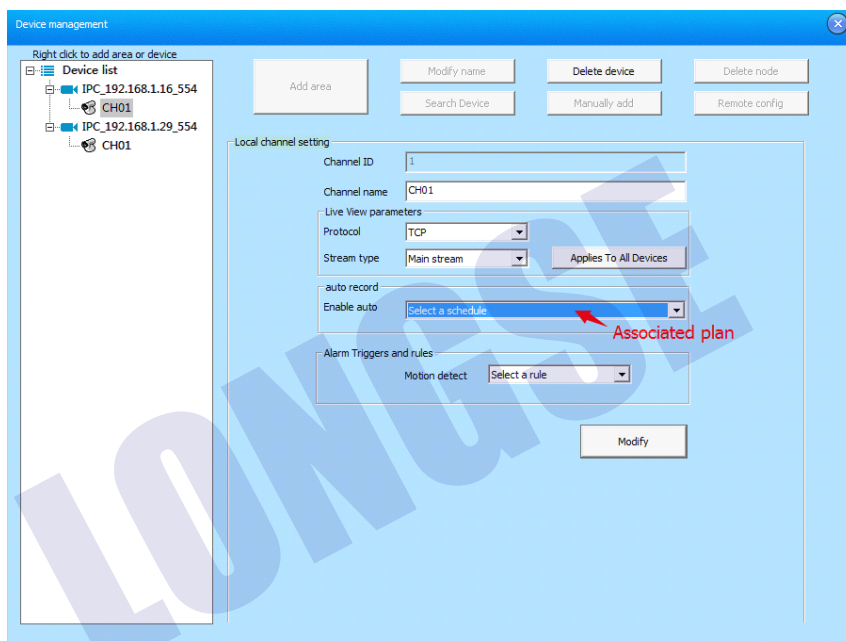 Device management
Right click to add area or device
Device list
IPC_192.168.1.16_554
CH01
IPC_192.168.1.29_554
CH01
Add area
Modify name
Delete device
Delete node
Search Device
Manually add
Remote config
Local channel setting
Channel ID
1
Channel name
CH01
Live View parameters
Protocol
TCP
Stream type
Main stream
Applies To All Devices
auto record
Enable auto
Select a schedule
Associated plan
Alarm Triggers and rules
Motion detect
Select a rule
Modify
LONGSE